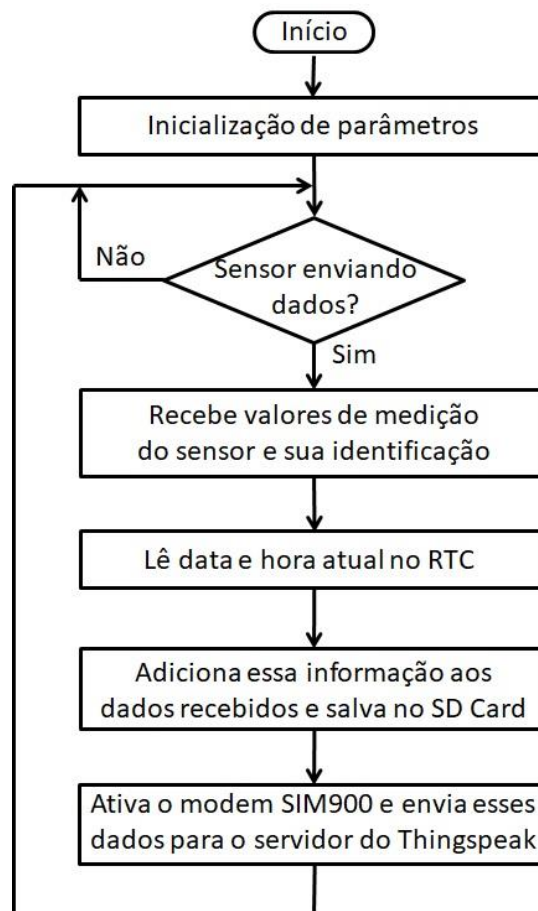 Início
Inicialização de parâmetros
Não
Sensor enviando
dados?
Sim
Recebe valores de medição
do sensor e sua identificação
Lê data e hora atual no RTC
Adiciona essa informação aos
dados recebidos e salva no SD Card
Ativa o modem SIM900 e envia esses
dados para o servidor do Thingspeak